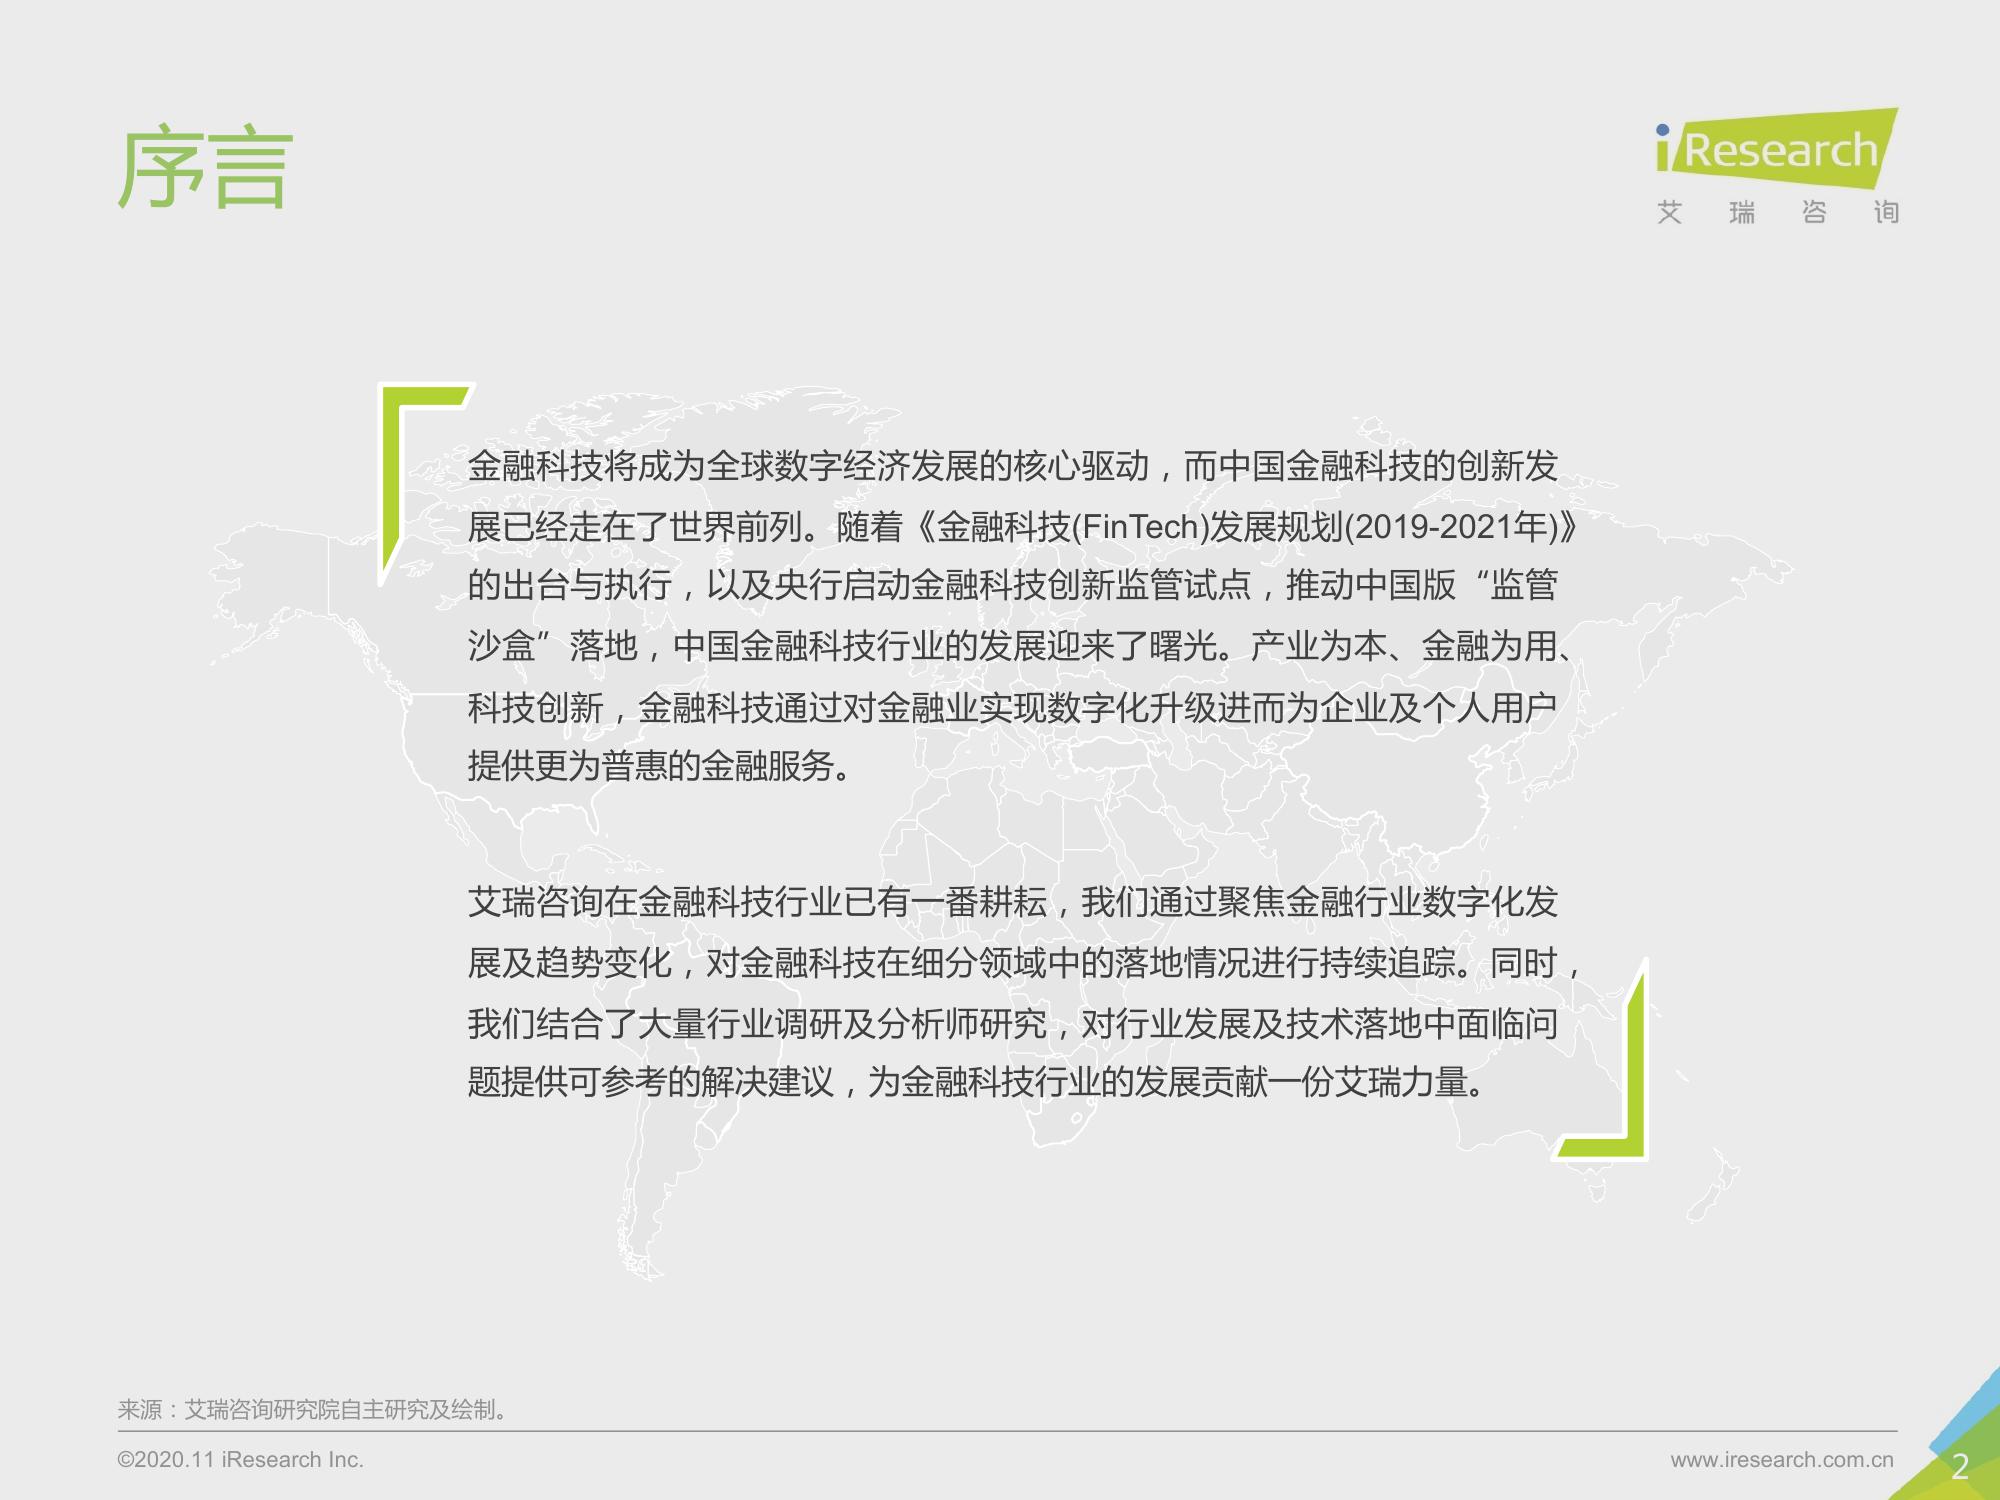 序言
iResearch
艾瑞咨询
金融科技将成为全球数字经济发展的核心驱动，而中国金融科技的创新发
展已经走在了世界前列。随着《金融科技(FinTech)发展规划(2019-2021年)》
的出台与执行，以及央行启动金融科技创新监管试点，推动中国版“监管
沙盒”落地，中国金融科技行业的发展迎来了曙光。产业为本、金融为用、
科技创新，金融科技通过对金融业实现数字化升级进而为企业及个人用户
提供更为普惠的金融服务。
艾瑞咨询在金融科技行业已有一番耕耘，我们通过聚焦金融行业数字化发
展及趋势变化，对金融科技在细分领域中的落地情况进行持续追踪。同时，
我们结合了大量行业调研及分析师研究，对行业发展及技术落地中面临问
题提供可参考的解决建议，为金融科技行业的发展贡献一份艾瑞力量。
来源：艾瑞咨询研究院自主研究及绘制。
©2020.11 iResearch Inc.
www.iresearch.com.cn
2